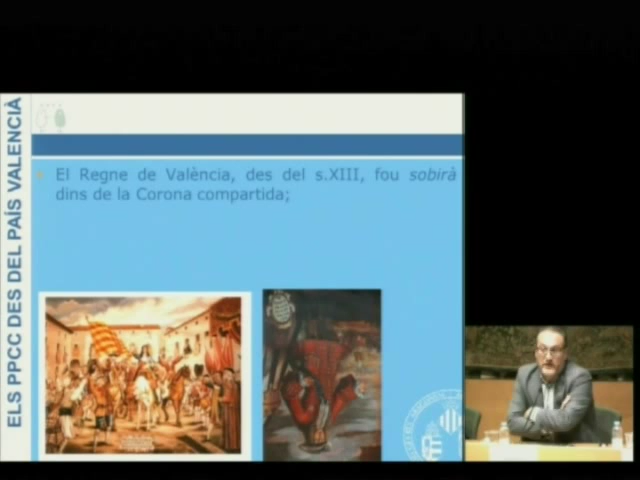 ELS PPCC DES DEL PAÍS VALENCIÀ
El Regne de València, des del s.XIII, fou sobirà
dins de la Corona compartida;